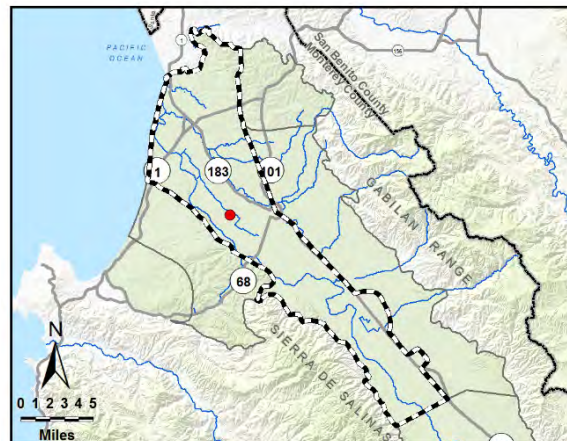 1
PACIFIC
OCEAN
156
San Benito County
Monterey County
1
183
101
GABILAN RANGE
68
SIERRA DE SALINAS
N
0 1 2 3 4 5
Miles